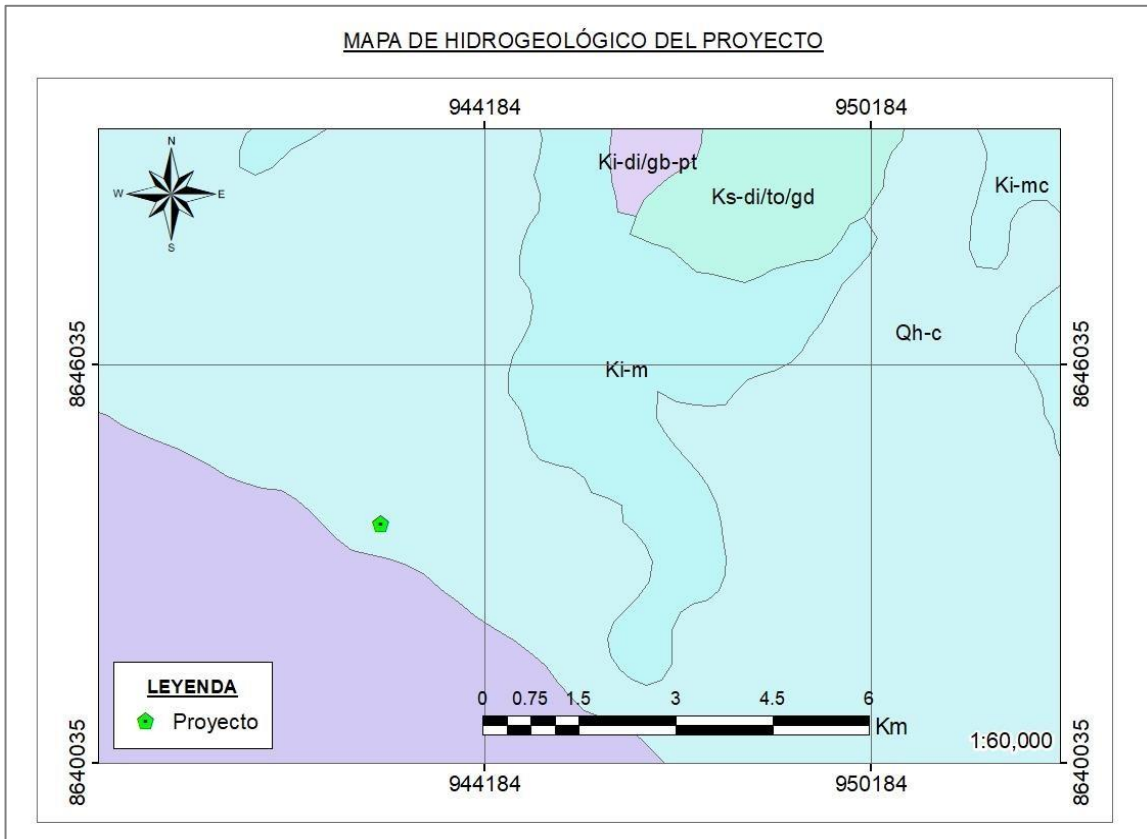 MAPA DE HIDROGEOLÓGICO DEL PROYECTO
944184
950184
N
W
E
S
Ki-di/gb-pt
Ks-di/to/gd
Ki-mc
Qh-c
8646035
8646035
Ki-m
LEYENDA
Proyecto
0 0.75 1.5 3 4.5 6
Km
1:60,000
8640035
8640035
944184
950184